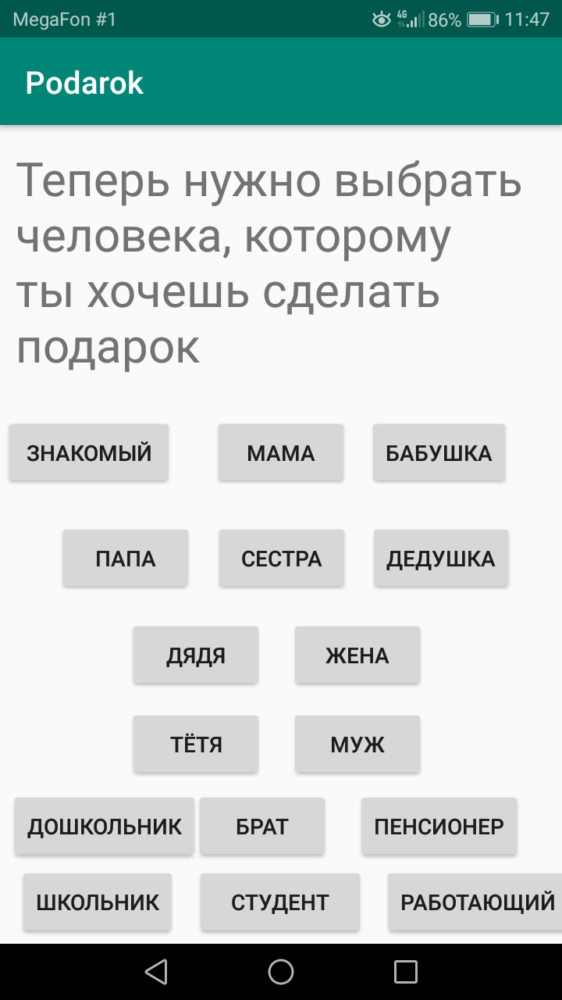 MegaFon #1 4G 86% 11:47
Podarok
Теперь нужно выбрать
человека, которому
ты хочешь сделать
подарок
ЗНАКОМЫЙ МАМА БАБУШКА
ПАПА СЕСТРА ДЕДУШКА
ДЯДЯ ЖЕНА
ТЁТЯ МУЖ
ДОШКОЛЬНИК БРАТ ПЕНСИОНЕР
ШКОЛЬНИК СТУДЕНТ РАБОТАЮЩИЙ